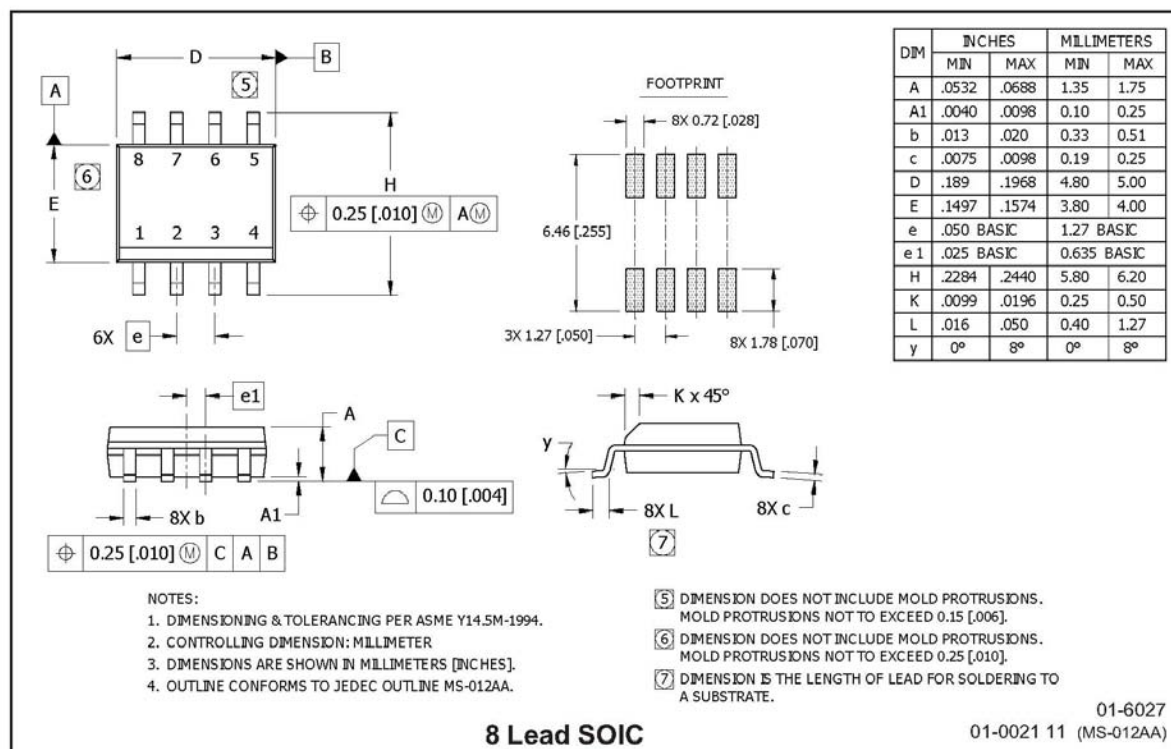 D
B
5
A
8 7 6 5
6
E
H
⌖ 0.25 [.010] Ⓜ A Ⓜ
1 2 3 4
6X e
FOOTPRINT
8X 0.72 [.028]
6.46 [.255]
3X 1.27 [.050]
8X 1.78 [.070]
DIM INCHES MILLIMETERS
MIN MAX MIN MAX
A .0532 .0688 1.35 1.75
A1 .0040 .0098 0.10 0.25
b .013 .020 0.33 0.51
c .0075 .0098 0.19 0.25
D .189 .1968 4.80 5.00
E .1497 .1574 3.80 4.00
e .050 BASIC 1.27 BASIC
e 1 .025 BASIC 0.635 BASIC
H .2284 .2440 5.80 6.20
K .0099 .0196 0.25 0.50
L .016 .050 0.40 1.27
y 0° 8° 0° 8°
e1
A
C
⌓ 0.10 [.004]
8X b
A1
⌖ 0.25 [.010] Ⓜ C A B
K x 45°
y
8X L
8X c
7
NOTES:
1. DIMENSIONING & TOLERANCING PER ASME Y14.5M-1994.
2. CONTROLLING DIMENSION: MILLIMETER
3. DIMENSIONS ARE SHOWN IN MILLIMETERS [INCHES].
4. OUTLINE CONFORMS TO JEDEC OUTLINE MS-012AA.
5 DIMENSION DOES NOT INCLUDE MOLD PROTRUSIONS.
MOLD PROTRUSIONS NOT TO EXCEED 0.15 [.006].
6 DIMENSION DOES NOT INCLUDE MOLD PROTRUSIONS.
MOLD PROTRUSIONS NOT TO EXCEED 0.25 [.010].
7 DIMENSION IS THE LENGTH OF LEAD FOR SOLDERING TO
A SUBSTRATE.
8 Lead SOIC
01-6027
01-0021 11 (MS-012AA)